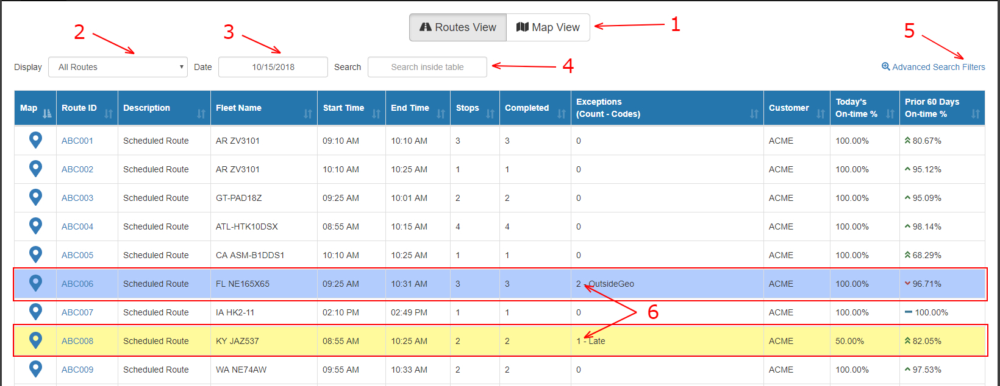 Routes View Map View 1
2 3 5
Display All Routes Date 10/15/2018 Search Search inside table 4 Advanced Search Filters
Map Route ID Description Fleet Name Start Time End Time Stops Completed Exceptions (Count - Codes) Customer Today's On-time % Prior 60 Days On-time %
ABC001 Scheduled Route AR ZV3101 09:10 AM 10:10 AM 3 3 0 ACME 100.00% 80.67%
ABC002 Scheduled Route AR ZV3101 10:10 AM 10:25 AM 1 1 0 ACME 100.00% 95.12%
ABC003 Scheduled Route GT-PAD18Z 09:25 AM 10:01 AM 2 2 0 ACME 100.00% 95.09%
ABC004 Scheduled Route ATL-HTK10DSX 08:55 AM 10:15 AM 4 4 0 ACME 100.00% 98.14%
ABC005 Scheduled Route CA ASM-B1DDS1 10:10 AM 10:25 AM 1 1 0 ACME 100.00% 68.29%
ABC006 Scheduled Route FL NE165X65 09:25 AM 10:31 AM 3 3 2 - OutsideGeo ACME 100.00% 96.71%
ABC007 Scheduled Route IA HK2-11 02:10 PM 02:49 PM 1 1 0 ACME 100.00% 100.00%
6
ABC008 Scheduled Route KY JAZ537 08:55 AM 10:25 AM 2 2 1 - Late ACME 50.00% 82.05%
ABC009 Scheduled Route WA NE74AW 09:55 AM 10:33 AM 2 2 0 ACME 100.00% 97.53%